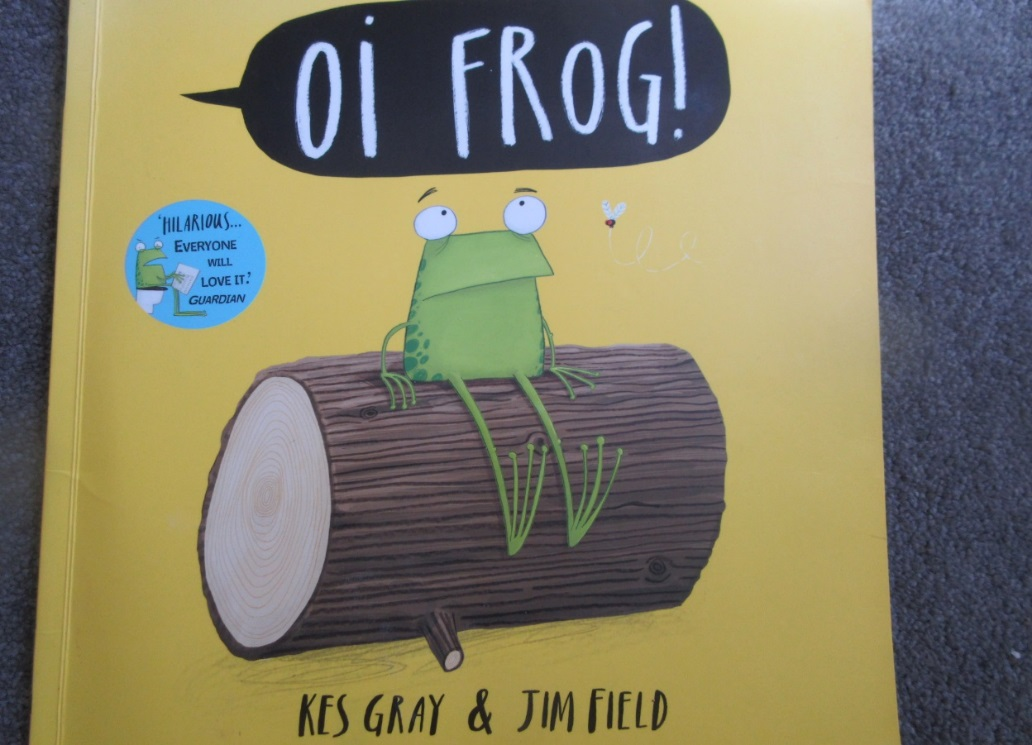 Oi FROG!
'HILARIOUS...
EVERYONE
WILL
LOVE IT.'
GUARDIAN
KES GRAY & JIM FIELD